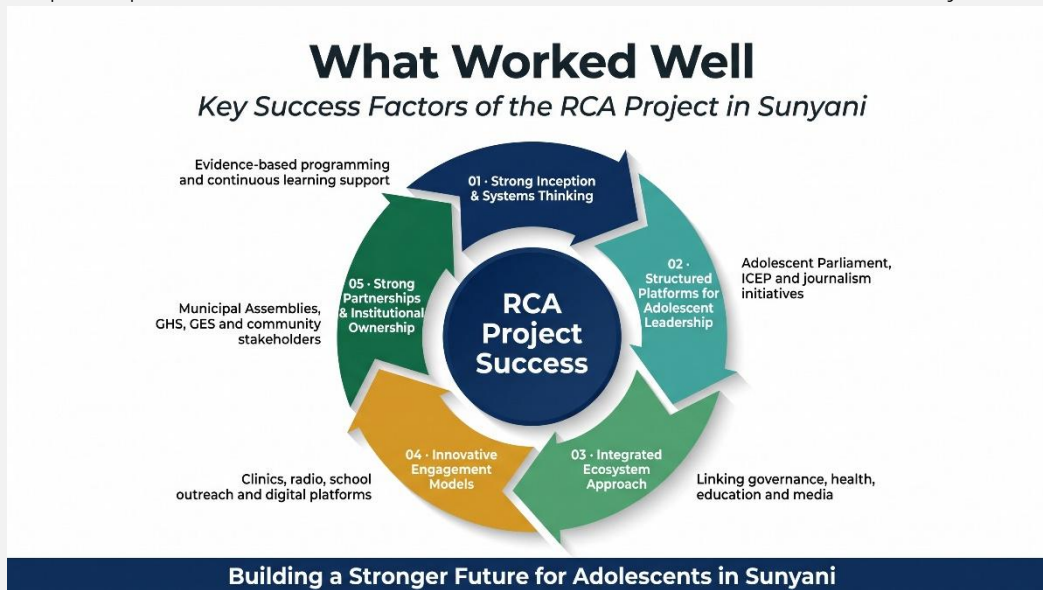 What Worked Well
Key Success Factors of the RCA Project in Sunyani
Evidence-based programming
and continuous learning support
01 · Strong Inception
& Systems Thinking
02 ·
Structured
Platforms for
Adolescent
Leadership
Adolescent Parliament,
ICEP and journalism
initiatives
05 · Strong
Partnerships
& Institutional
Ownership
Municipal Assemblies,
GHS, GES and community
stakeholders
RCA
Project
Success
04 · Innovative
Engagement
Models
Clinics, radio, school
outreach and digital platforms
03 · Integrated
Ecosystem
Approach
Linking governance, health,
education and media
Building a Stronger Future for Adolescents in Sunyani